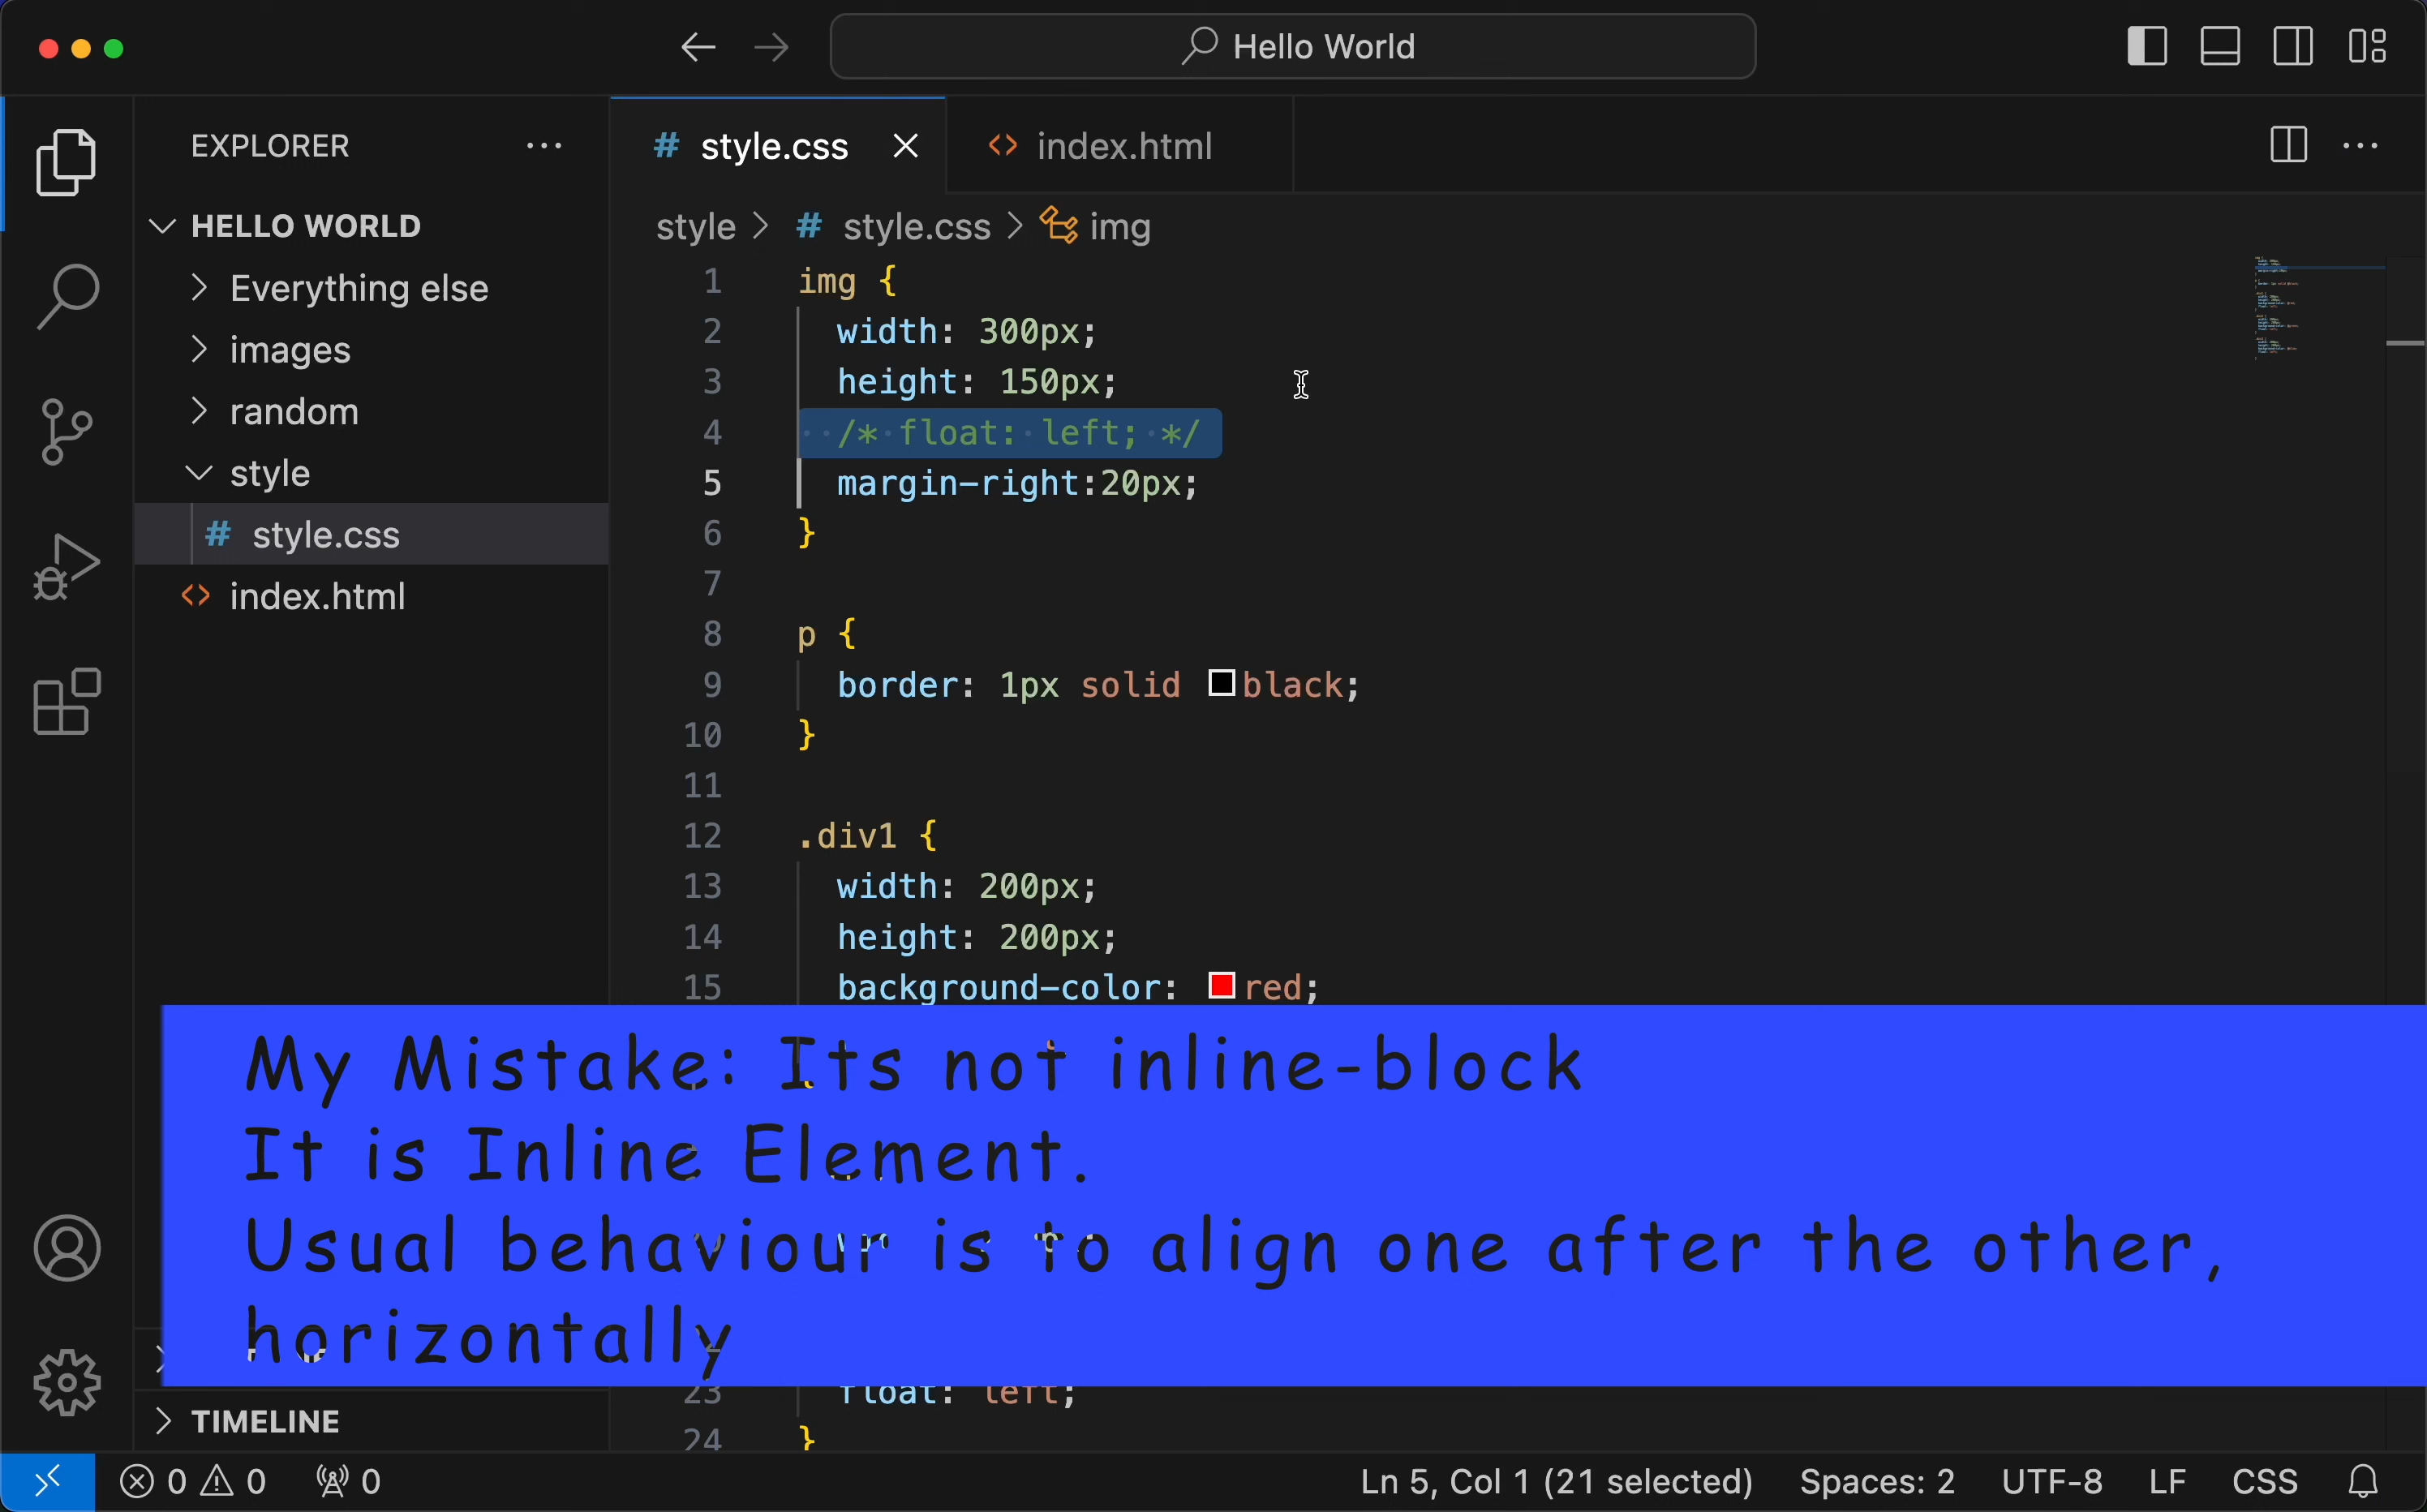 Hello World
EXPLORER
style.css
index.html
HELLO WORLD
style > # style.css > img
Everything else
images
random
style
# style.css
index.html
1 img {
2 width: 300px;
3 height: 150px;
4 /* float: left; */
5 margin-right:20px;
6 }
7
8 p {
9 border: 1px solid black;
10 }
11
12 .div1 {
13 width: 200px;
14 height: 200px;
15 background-color: red;
My Mistake: Its not inline-block
It is Inline Element.
Usual behaviour is to align one after the other,
horizontally
23 float: left;
24 }
TIMELINE
0 0 0
Ln 5, Col 1 (21 selected) Spaces: 2 UTF-8 LF CSS